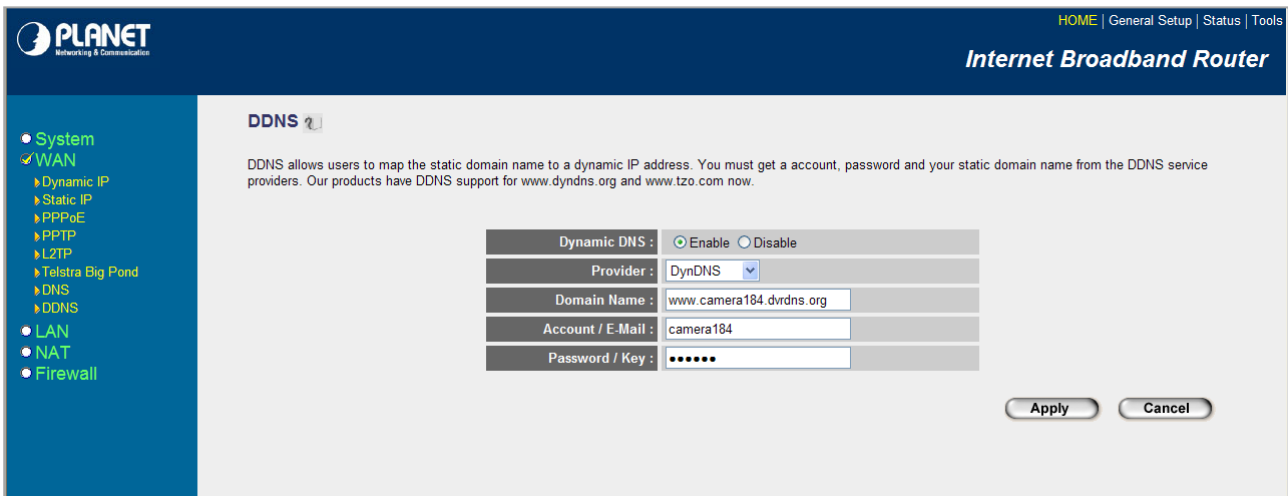 PLANET
Networking & Communication
HOME | General Setup | Status | Tools
Internet Broadband Router
System
WAN
Dynamic IP
Static IP
PPPoE
PPTP
L2TP
Telstra Big Pond
DNS
DDNS
LAN
NAT
Firewall
DDNS
DDNS allows users to map the static domain name to a dynamic IP address. You must get a account, password and your static domain name from the DDNS service
providers. Our products have DDNS support for www.dyndns.org and www.tzo.com now.
Dynamic DNS : Enable Disable
Provider : DynDNS
Domain Name : www.camera184.dvrdns.org
Account / E-Mail : camera184
Password / Key : ●●●●●●
Apply Cancel